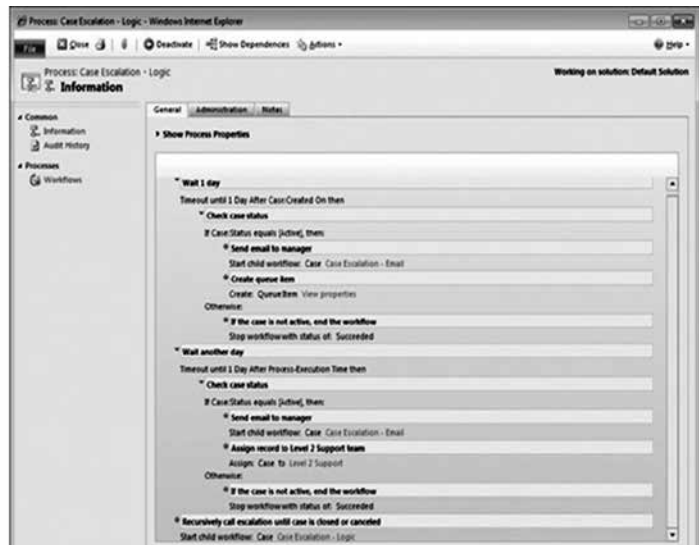 Process: Case Escalation - Logic - Windows Internet Explorer
File Close Deactivate Show Dependences Actions Help
Process: Case Escalation - Logic Working on solution: Default Solution
Information
Common
Information
Audit History
Processes
Workflows
General Administration Notes
Show Process Properties
Wait 1 day
Timeout until 1 Day After Case:Created On then
Check case status
If Case:Status equals [Active], then:
Send email to manager
Start child workflow: Case Case Escalation - Email
Create queue item
Create: QueueItem View properties
Otherwise:
If the case is not active, end the workflow
Stop workflow with status of: Succeeded
Wait another day
Timeout until 1 Day After Process-Execution Time then
Check case status
If Case:Status equals [Active], then:
Send email to manager
Start child workflow: Case Case Escalation - Email
Assign record to Level 2 Support team
Assign: Case to Level 2 Support
Otherwise:
If the case is not active, end the workflow
Stop workflow with status of: Succeeded
Recursively call escalation until case is closed or canceled
Start child workflow: Case Case Escalation - Logic